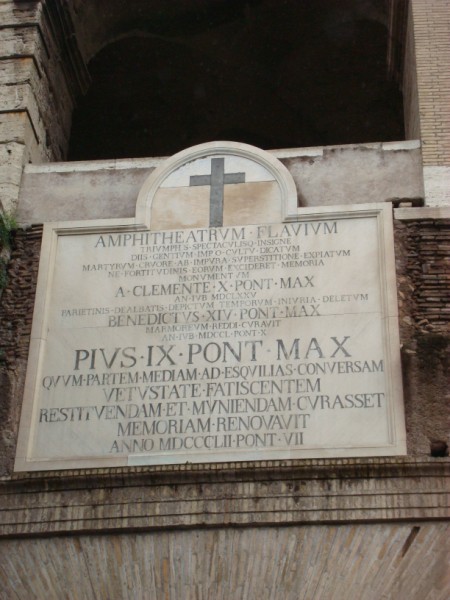 AMPHITHEATRVM · FLAVIVM
TRIVMPHIS · SPECTACVLISQ · INSIGNE
DIIS · GENTIVM · IMPIO · CVLTV · DICATVM
MARTYRVM · CRVORE · AB · IMPVRA · SVPERSTITIONE · EXPIATVM
NE · FORTITVDINIS · EORVM · EXCIDERET · MEMORIA
MONVMENTVM
A · CLEMENTE · X · PONT · MAX
AN · IVB · MDCLXXV
PARIETINIS · DEALBATIS · DEPICTVM · TEMPORVM · INIVRIA · DELETVM
BENEDICTVS · XIV · PONT · MAX
MARMOREVM · REDDI · CVRAVIT
AN · IVB · MDCCL · PONT · X
PIVS · IX · PONT · MAX
QVVM · PARTEM · MEDIAM · AD · ESQVILIAS · CONVERSAM
VETVSTATE · FATISCENTEM
RESTITVENDAM · ET · MVNIENDAM · CVRASSET
MEMORIAM · RENOVAVIT
ANNO · MDCCCLII · PONT · VII